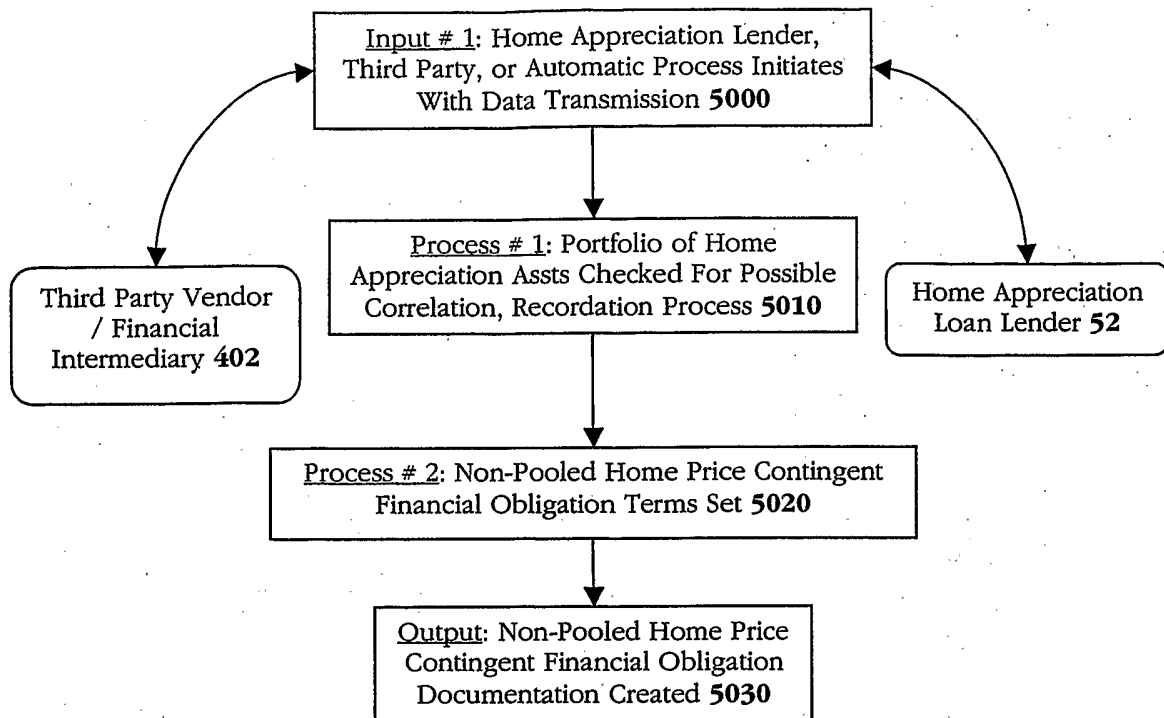 Input # 1: Home Appreciation Lender,
Third Party, or Automatic Process Initiates
With Data Transmission 5000
Process # 1: Portfolio of Home
Appreciation Assts Checked For Possible
Correlation, Recordation Process 5010
Third Party Vendor
/ Financial
Intermediary 402
Home Appreciation
Loan Lender 52
Process # 2: Non-Pooled Home Price Contingent
Financial Obligation Terms Set 5020
Output: Non-Pooled Home Price
Contingent Financial Obligation
Documentation Created 5030